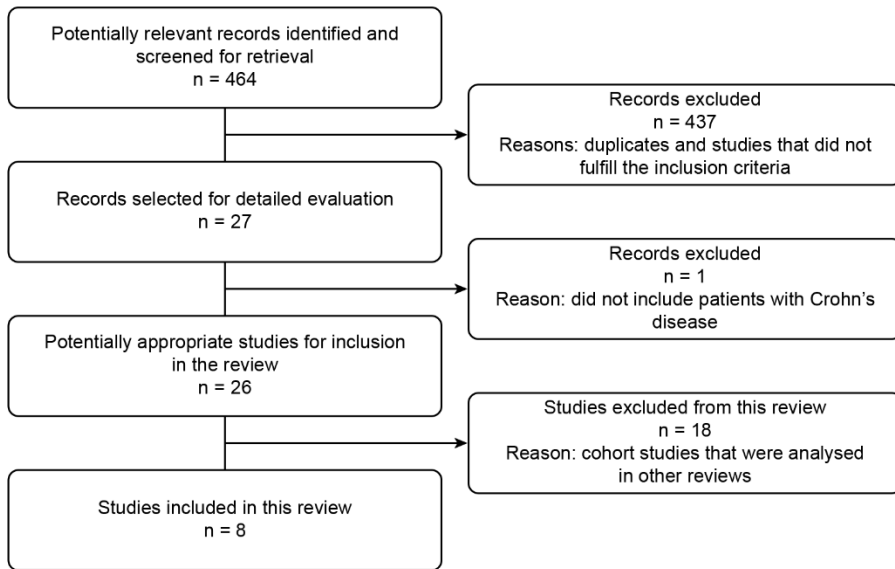 Potentially relevant records identified and
screened for retrieval
n = 464
Records excluded
n = 437
Reasons: duplicates and studies that did not
fulfill the inclusion criteria
Records selected for detailed evaluation
n = 27
Records excluded
n = 1
Reason: did not include patients with Crohn's
disease
Potentially appropriate studies for inclusion
in the review
n = 26
Studies excluded from this review
n = 18
Reason: cohort studies that were analysed
in other reviews
Studies included in this review
n = 8